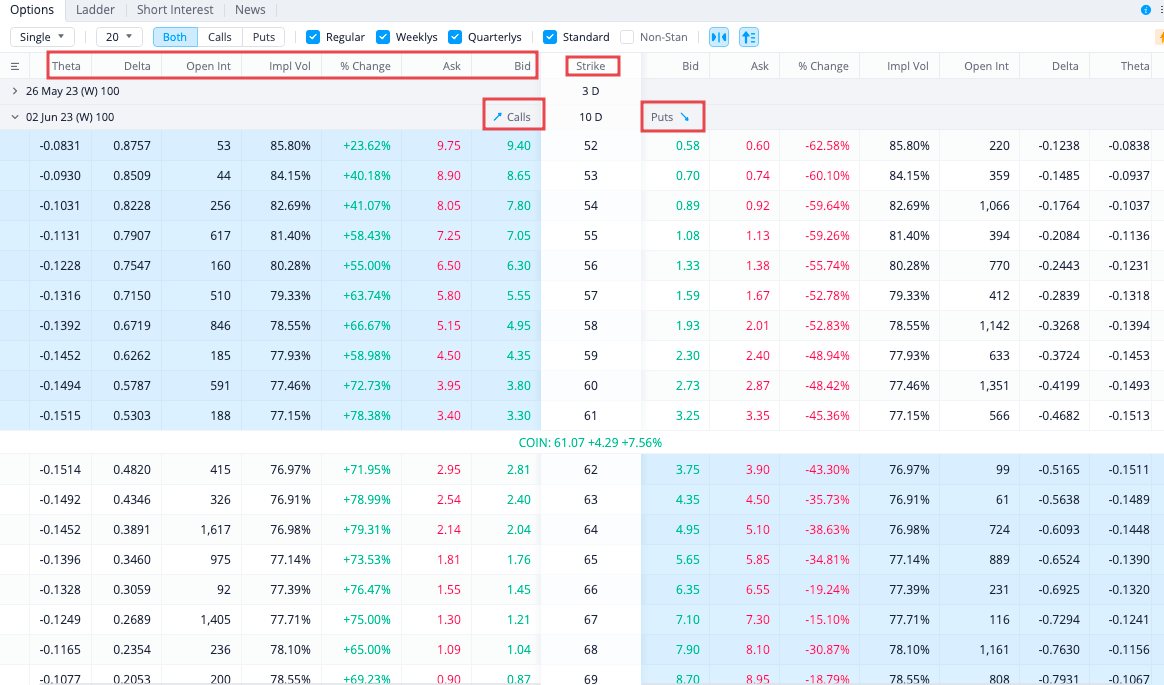 Options Ladder Short Interest News
Single 20 Both Calls Puts Regular Weeklys Quarterlys Standard Non-Stan
Theta Delta Open Int Impl Vol % Change Ask Bid Strike Bid Ask % Change Impl Vol Open Int Delta Theta
26 May 23 (W) 100 3 D
02 Jun 23 (W) 100 Calls 10 D Puts
-0.0831 0.8757 53 85.80% +23.62% 9.75 9.40 52 0.58 0.60 -62.58% 85.80% 220 -0.1238 -0.0838
-0.0930 0.8509 44 84.15% +40.18% 8.90 8.65 53 0.70 0.74 -60.10% 84.15% 359 -0.1485 -0.0937
-0.1031 0.8228 256 82.69% +41.07% 8.05 7.80 54 0.89 0.92 -59.64% 82.69% 1,066 -0.1764 -0.1037
-0.1131 0.7907 617 81.40% +58.43% 7.25 7.05 55 1.08 1.13 -59.26% 81.40% 394 -0.2084 -0.1136
-0.1228 0.7547 160 80.28% +55.00% 6.50 6.30 56 1.33 1.38 -55.74% 80.28% 770 -0.2443 -0.1231
-0.1316 0.7150 510 79.33% +63.74% 5.80 5.55 57 1.59 1.67 -52.78% 79.33% 412 -0.2839 -0.1318
-0.1392 0.6719 846 78.55% +66.67% 5.15 4.95 58 1.93 2.01 -52.83% 78.55% 1,142 -0.3268 -0.1394
-0.1452 0.6262 185 77.93% +58.98% 4.50 4.35 59 2.30 2.40 -48.94% 77.93% 633 -0.3724 -0.1453
-0.1494 0.5787 591 77.46% +72.73% 3.95 3.80 60 2.73 2.87 -48.42% 77.46% 1,351 -0.4199 -0.1493
-0.1515 0.5303 188 77.15% +78.38% 3.40 3.30 61 3.25 3.35 -45.36% 77.15% 566 -0.4682 -0.1513
COIN: 61.07 +4.29 +7.56%
-0.1514 0.4820 415 76.97% +71.95% 2.95 2.81 62 3.75 3.90 -43.30% 76.97% 99 -0.5165 -0.1511
-0.1492 0.4346 326 76.91% +78.99% 2.54 2.40 63 4.35 4.50 -35.73% 76.91% 61 -0.5638 -0.1489
-0.1452 0.3891 1,617 76.98% +79.31% 2.14 2.04 64 4.95 5.10 -38.63% 76.98% 724 -0.6093 -0.1448
-0.1396 0.3460 975 77.14% +73.53% 1.81 1.76 65 5.65 5.85 -34.81% 77.14% 889 -0.6524 -0.1390
-0.1328 0.3059 92 77.39% +76.47% 1.55 1.45 66 6.35 6.55 -19.24% 77.39% 231 -0.6925 -0.1320
-0.1249 0.2689 1,405 77.71% +75.00% 1.30 1.21 67 7.10 7.30 -15.10% 77.71% 116 -0.7294 -0.1241
-0.1165 0.2354 236 78.10% +65.00% 1.09 1.04 68 7.90 8.10 -30.87% 78.10% 1,161 -0.7630 -0.1156
-0.1077 0.2053 200 78.55% +69.23% 0.90 0.87 69 8.70 8.95 -18.79% 78.55% 808 -0.7931 -0.1067